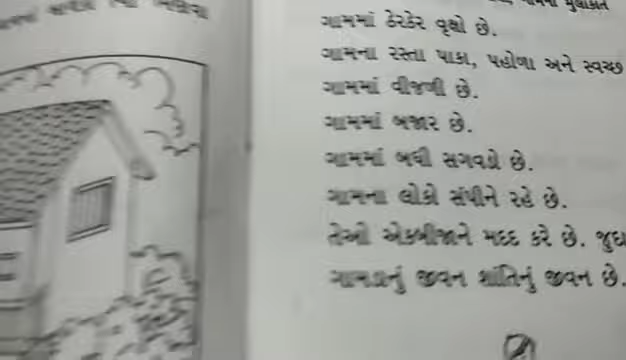 ગામમાં ઠેરઠેર વૃક્ષો છે.
ગામના રસ્તા પાકા, પહોળા અને સ્વચ્છ
ગામમાં વીજળી છે.
ગામમાં બજાર છે.
ગામમાં બધી સગવડો છે.
ગામના લોકો સંપીને રહે છે.
તેઓ એકબીજાને મદદ કરે છે. જુદા
ગામડાનું જીવન શાંતિનું જીવન છે.